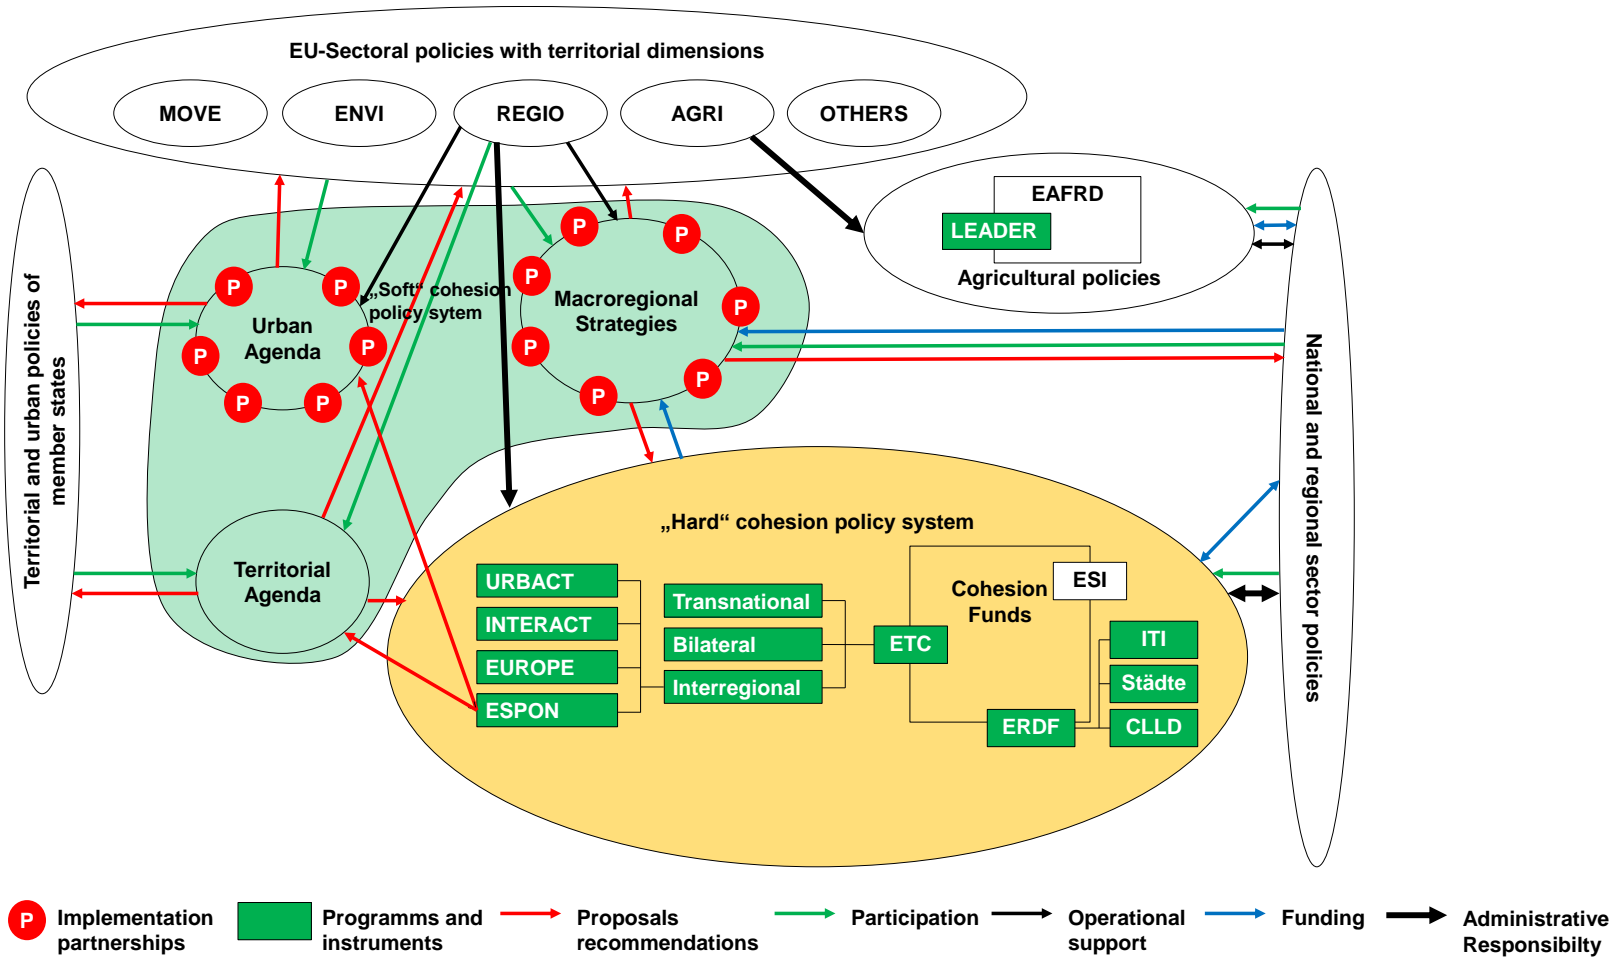 EU-Sectoral policies with territorial dimensions
MOVE
ENVI
REGIO
AGRI
OTHERS
EAFRD
LEADER
Agricultural policies
P
P
P
P
P
P
P
P
P
P
P
P
P
„Soft“ cohesion
policy sytem
Urban
Agenda
Macroregional
Strategies
Territorial and urban policies of
member states
National and regional sector policies
Territorial
Agenda
„Hard“ cohesion policy system
URBACT
INTERACT
EUROPE
ESPON
Transnational
Bilateral
Interregional
ETC
Cohesion
Funds
ESI
ITI
Städte
CLLD
ERDF
P
Implementation
partnerships
Programms and
instruments
Proposals
recommendations
Participation
Operational
support
Funding
Administrative
Responsibilty